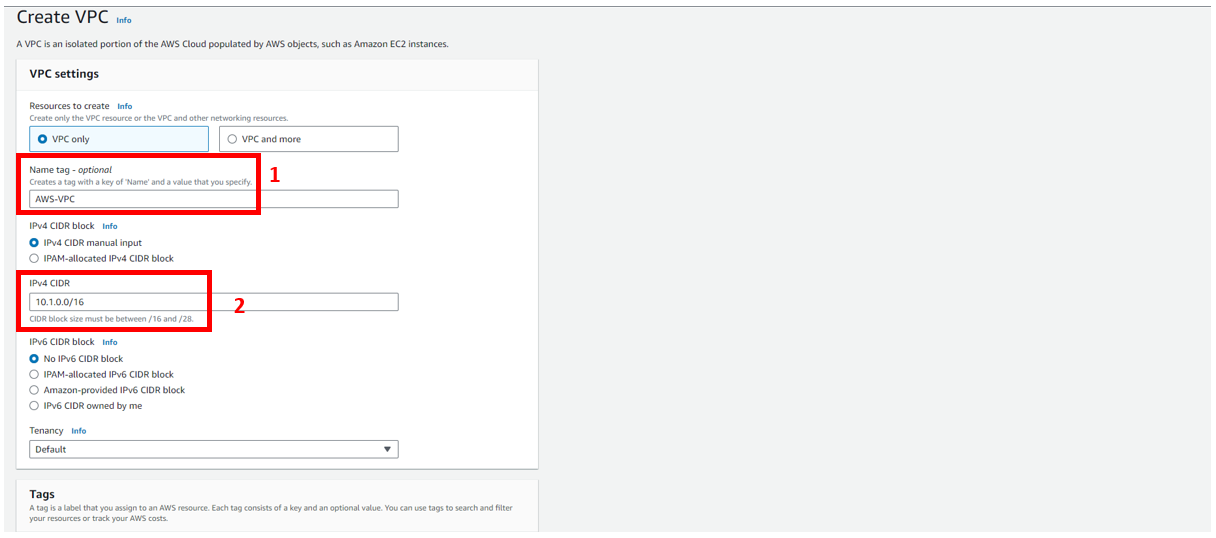 Create VPC Info
A VPC is an isolated portion of the AWS Cloud populated by AWS objects, such as Amazon EC2 instances.
VPC settings
Resources to create Info
Create only the VPC resource or the VPC and other networking resources.
VPC only
VPC and more
Name tag - optional
1
Creates a tag with a key of 'Name' and a value that you specify.
AWS-VPC
IPv4 CIDR block Info
IPv4 CIDR manual input
IPAM-allocated IPv4 CIDR block
IPv4 CIDR
10.1.0.0/16
2
CIDR block size must be between /16 and /28.
IPv6 CIDR block Info
No IPv6 CIDR block
IPAM-allocated IPv6 CIDR block
Amazon-provided IPv6 CIDR block
IPv6 CIDR owned by me
Tenancy Info
Default
Tags
A tag is a label that you assign to an AWS resource. Each tag consists of a key and an optional value. You can use tags to search and filter
your resources or track your AWS costs.